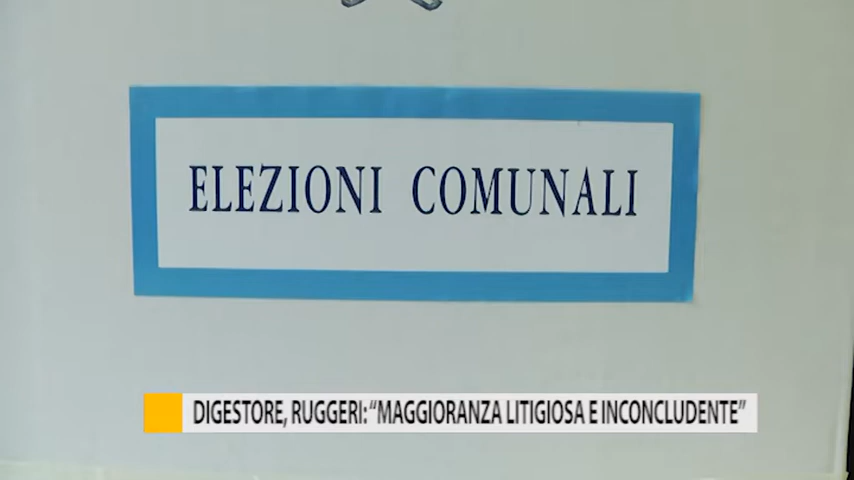 ELEZIONI COMUNALI
DIGESTORE, RUGGERI: “MAGGIORANZA LITIGIOSA E INCONCLUDENTE”